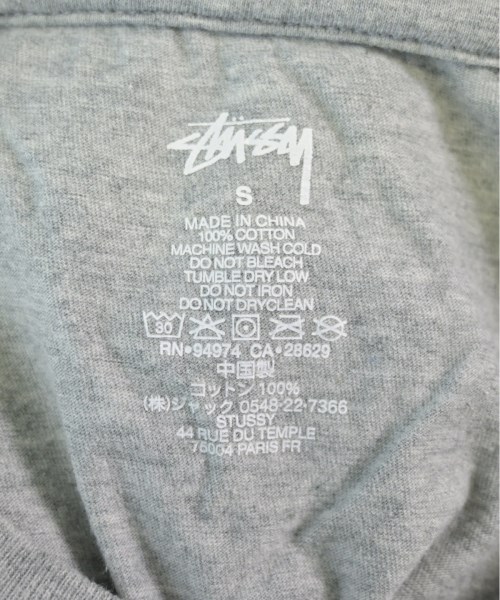 STÜSSY
S
MADE IN CHINA
100% COTTON
MACHINE WASH COLD
DO NOT BLEACH
TUMBLE DRY LOW
DO NOT IRON
DO NOT DRYCLEAN
30
RN•94974 CA•28629
中国製
コットン 100%
(株)ジャック 0548-22-7366
STUSSY
44 RUE DU TEMPLE
75004 PARIS FR